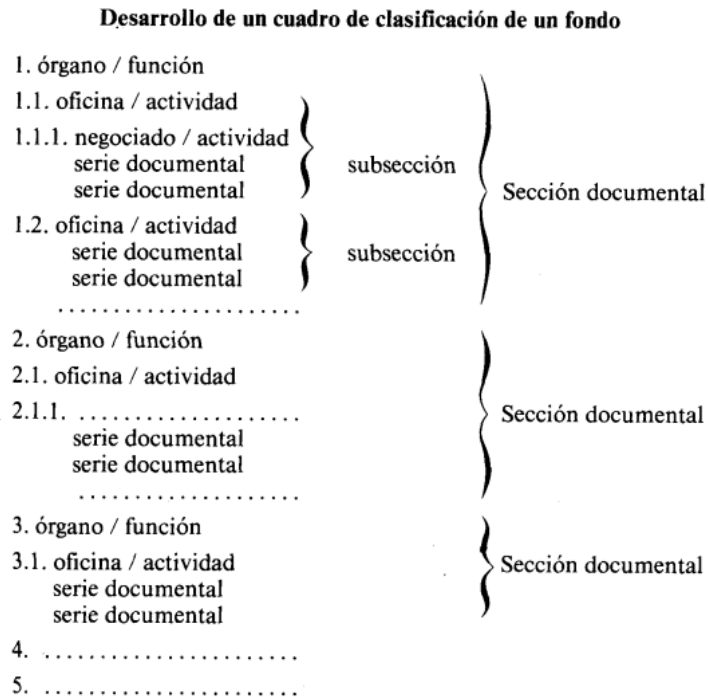 Desarrollo de un cuadro de clasificación de un fondo
1. órgano / función
1.1. oficina / actividad
1.1.1. negociado / actividad
serie documental
serie documental
subsección
1.2. oficina / actividad
serie documental
serie documental
subsección
. . . . . . . . . . . . . . . . . . . . . . .
Sección documental
2. órgano / función
2.1. oficina / actividad
2.1.1. . . . . . . . . . . . . . . . . . . . . .
serie documental
serie documental
. . . . . . . . . . . . . . . . . . . . .
Sección documental
3. órgano / función
3.1. oficina / actividad
serie documental
serie documental
Sección documental
4. . . . . . . . . . . . . . . . . . . . . . . . .
5. . . . . . . . . . . . . . . . . . . . . . . . .